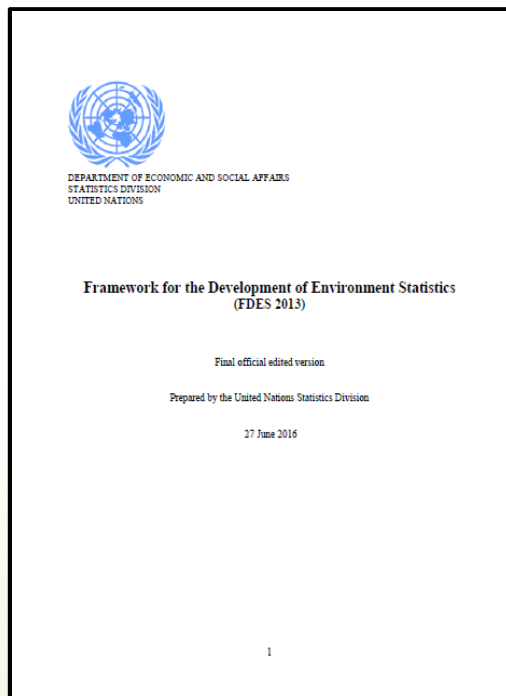 DEPARTMENT OF ECONOMIC AND SOCIAL AFFAIRS
STATISTICS DIVISION
UNITED NATIONS
Framework for the Development of Environment Statistics
(FDES 2013)
Final official edited version
Prepared by the United Nations Statistics Division
27 June 2016
1